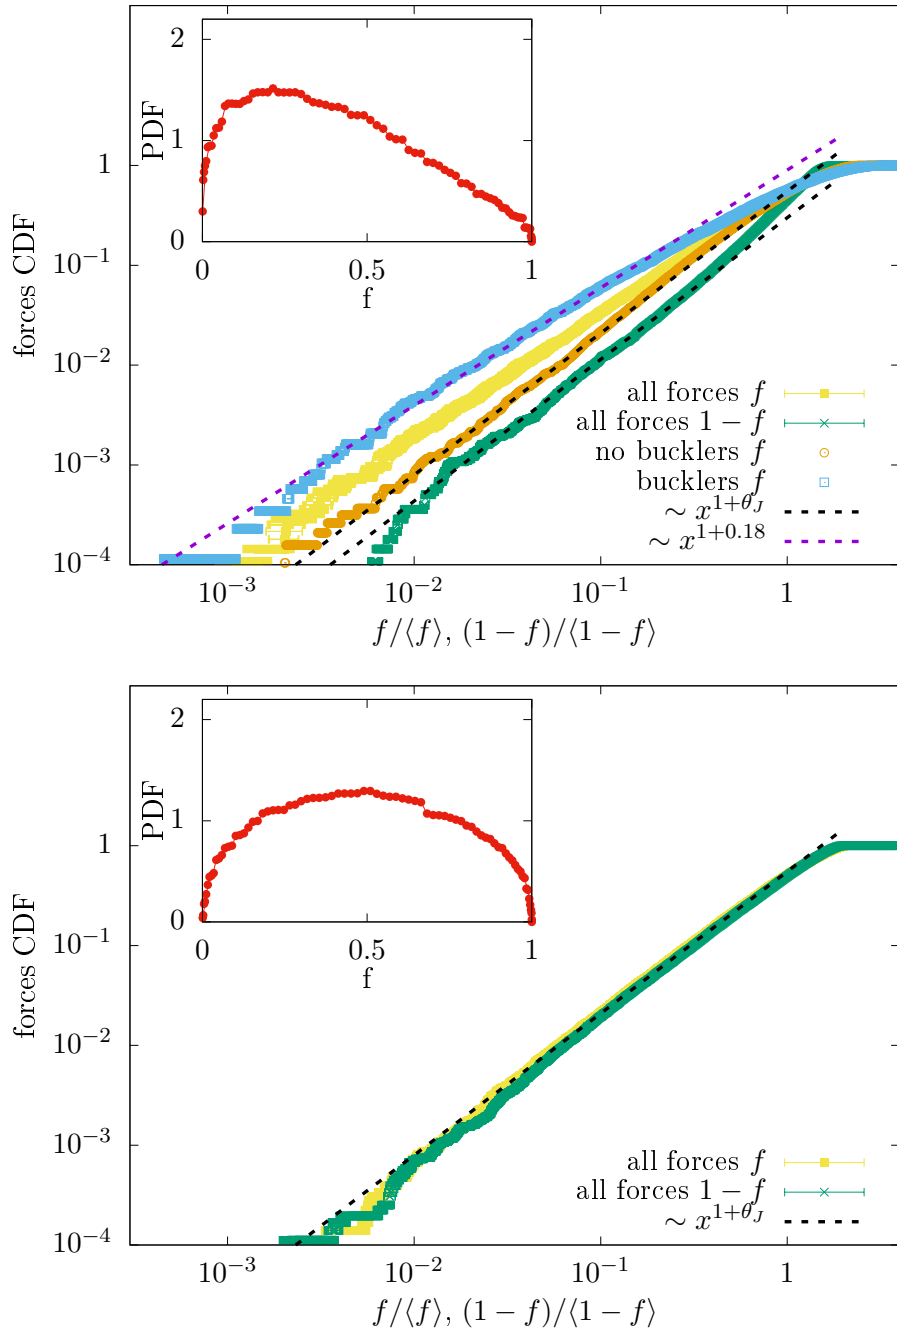 2
1
0
PDF
0
0.5
1
f
1
10⁻¹
10⁻²
10⁻³
10⁻⁴
forces CDF
all forces f
all forces 1 − f
no bucklers f
bucklers f
∼ x^{1+θ_J}
∼ x^{1+0.18}
10⁻³
10⁻²
10⁻¹
1
f/⟨f⟩, (1 − f)/⟨1 − f⟩
2
1
0
PDF
0
0.5
1
f
1
10⁻¹
10⁻²
10⁻³
10⁻⁴
forces CDF
all forces f
all forces 1 − f
∼ x^{1+θ_J}
10⁻³
10⁻²
10⁻¹
1
f/⟨f⟩, (1 − f)/⟨1 − f⟩